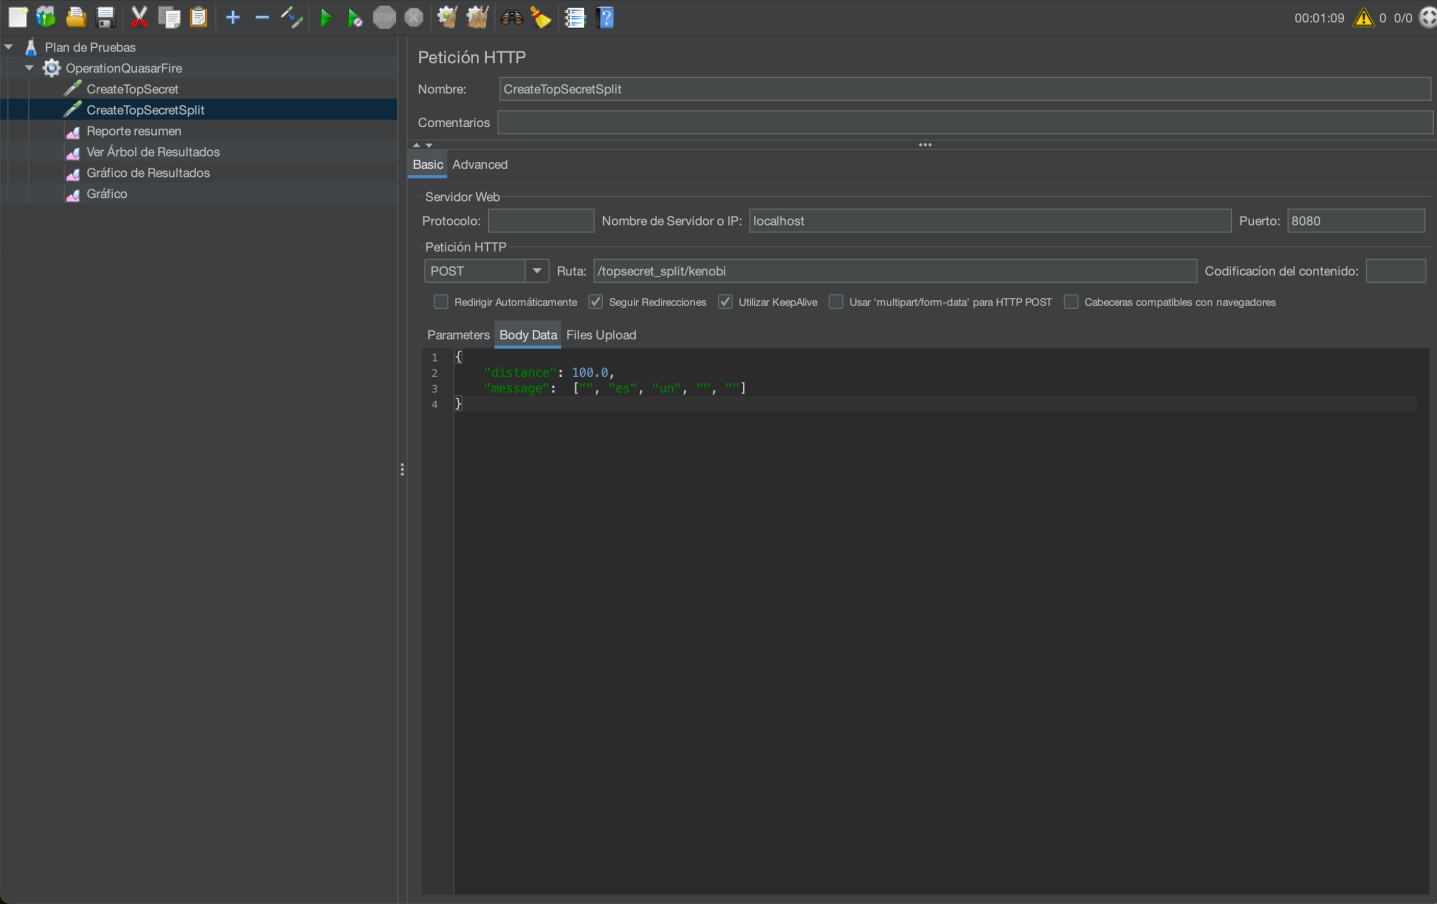 00:01:09 0 0/0
Plan de Pruebas
OperationQuasarFire
CreateTopSecret
CreateTopSecretSplit
Reporte resumen
Ver Árbol de Resultados
Gráfico de Resultados
Gráfico
Petición HTTP
Nombre: CreateTopSecretSplit
Comentarios
Basic Advanced
Servidor Web
Protocolo: Nombre de Servidor o IP: localhost Puerto: 8080
Petición HTTP
POST Ruta: /topsecret_split/kenobi Codificacíon del contenido:
Redirigir Automáticamente Seguir Redirecciones Utilizar KeepAlive Usar 'multipart/form-data' para HTTP POST Cabeceras compatibles con navegadores
Parameters Body Data Files Upload
1 {
2 "distance": 100.0,
3 "message": ["", "es", "un", "", ""]
4 }